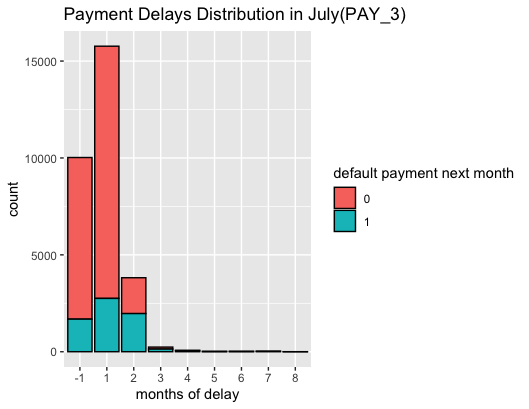 Payment Delays Distribution in July(PAY_3)
15000
10000
5000
0
count
-1 1 2 3 4 5 6 7 8
months of delay
default payment next month
0
1